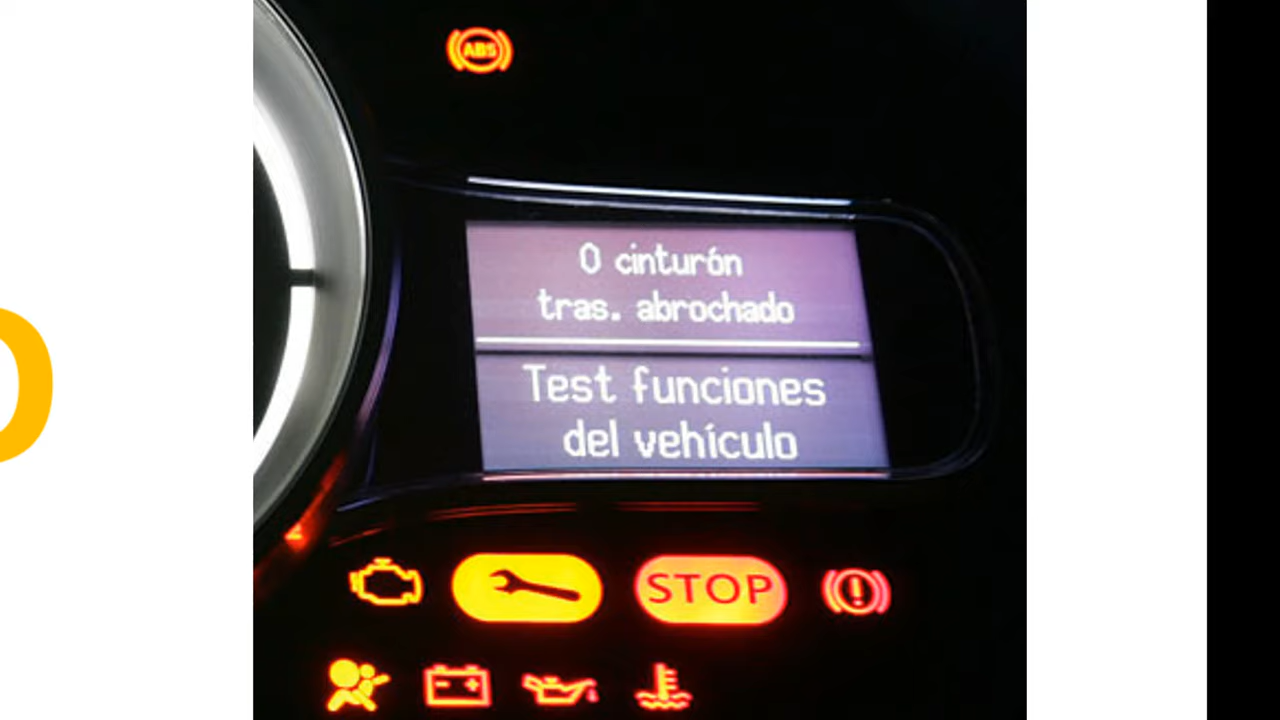 ABS
0 cinturón
tras. abrochado
Test funciones
del vehículo
STOP